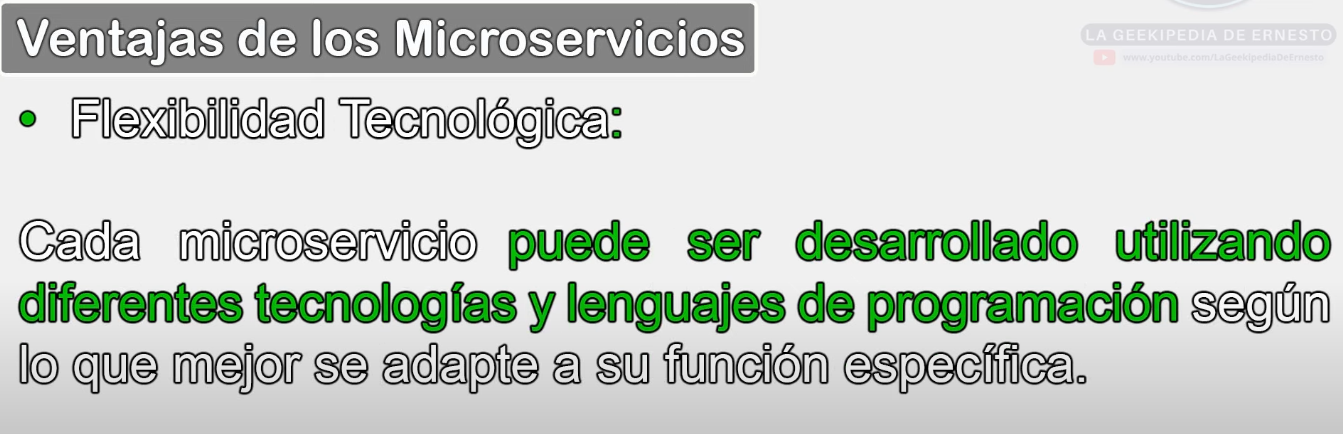 Ventajas de los Microservicios
LA GEEKIPEDIA DE ERNESTO
www.youtube.com/LaGeekipediaDeErnesto
• Flexibilidad Tecnológica:
Cada microservicio puede ser desarrollado utilizando
diferentes tecnologías y lenguajes de programación según
lo que mejor se adapte a su función específica.